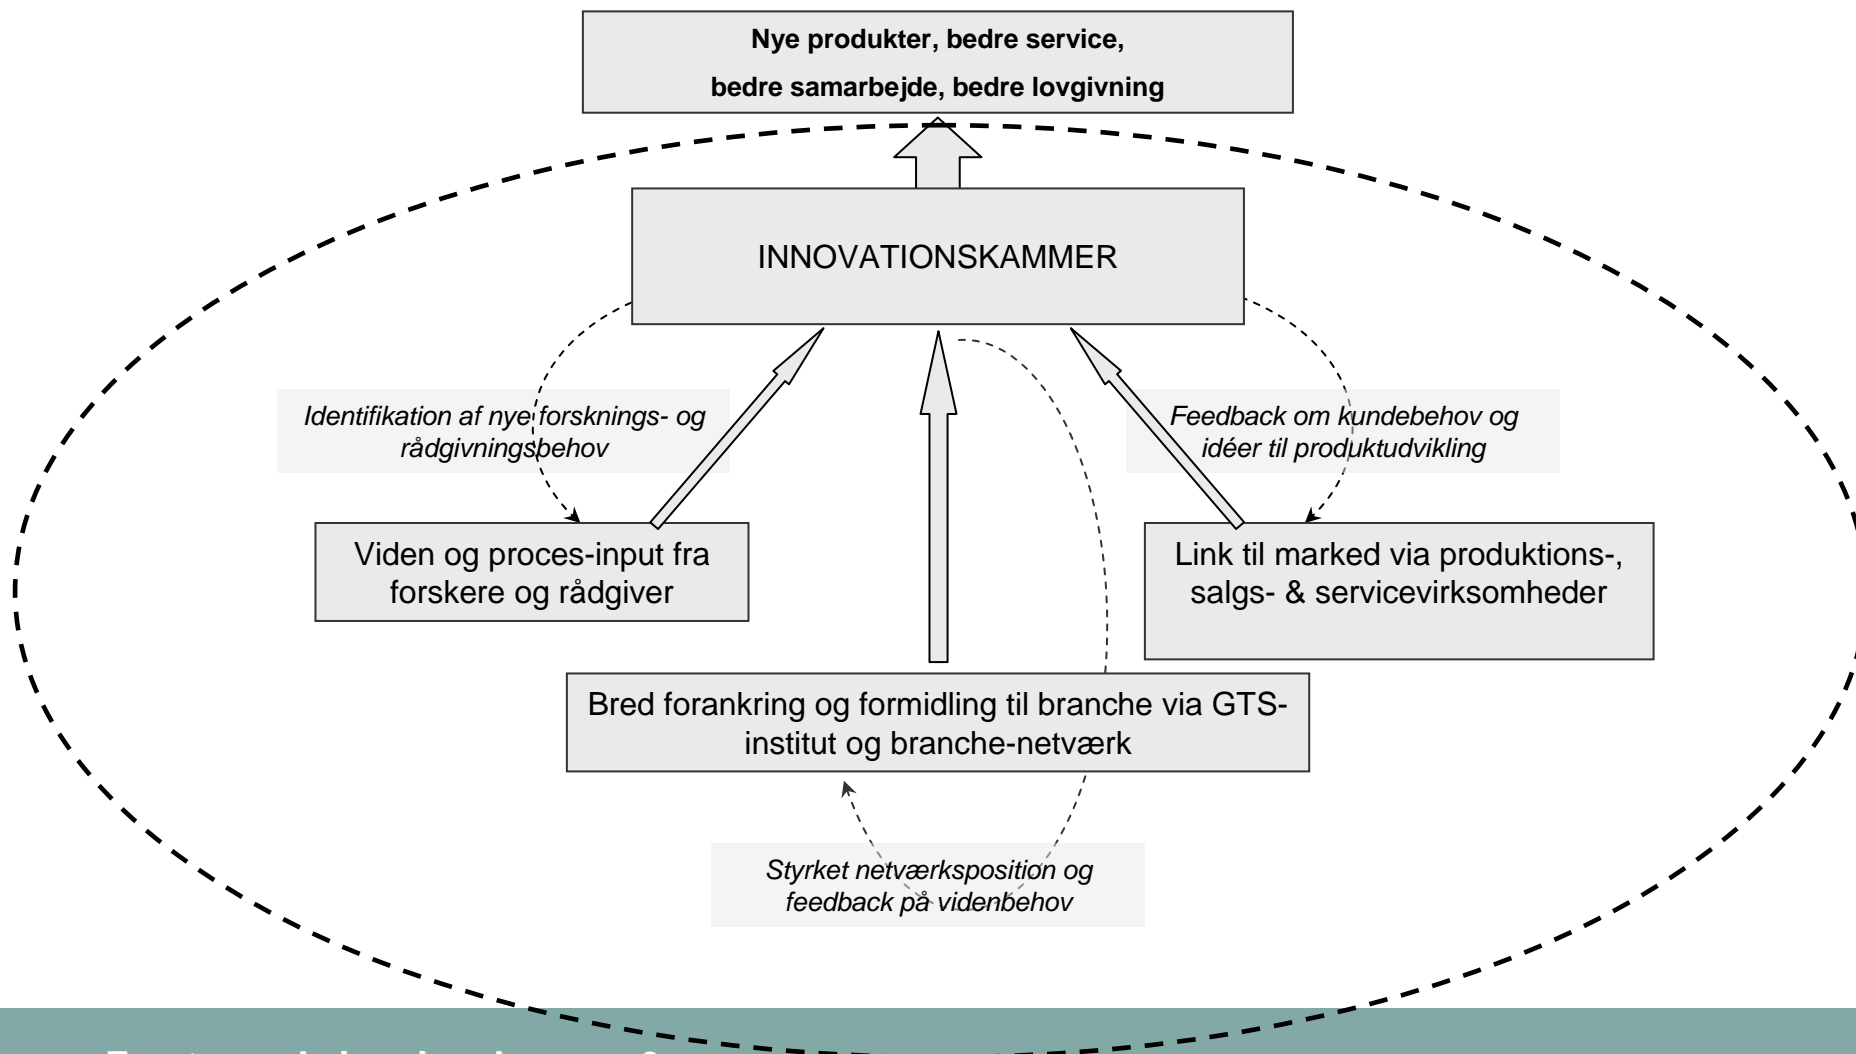 Nye produkter, bedre service,
bedre samarbejde, bedre lovgivning
INNOVATIONSKAMMER
Identifikation af nye forsknings- og
rådgivningsbehov
Feedback om kundebehov og
idéer til produktudvikling
Viden og proces-input fra
forskere og rådgiver
Link til marked via produktions-,
salgs- & servicevirksomheder
Bred forankring og formidling til branche via GTS-
institut og branche-netværk
Styrket netværksposition og
feedback på videnbehov